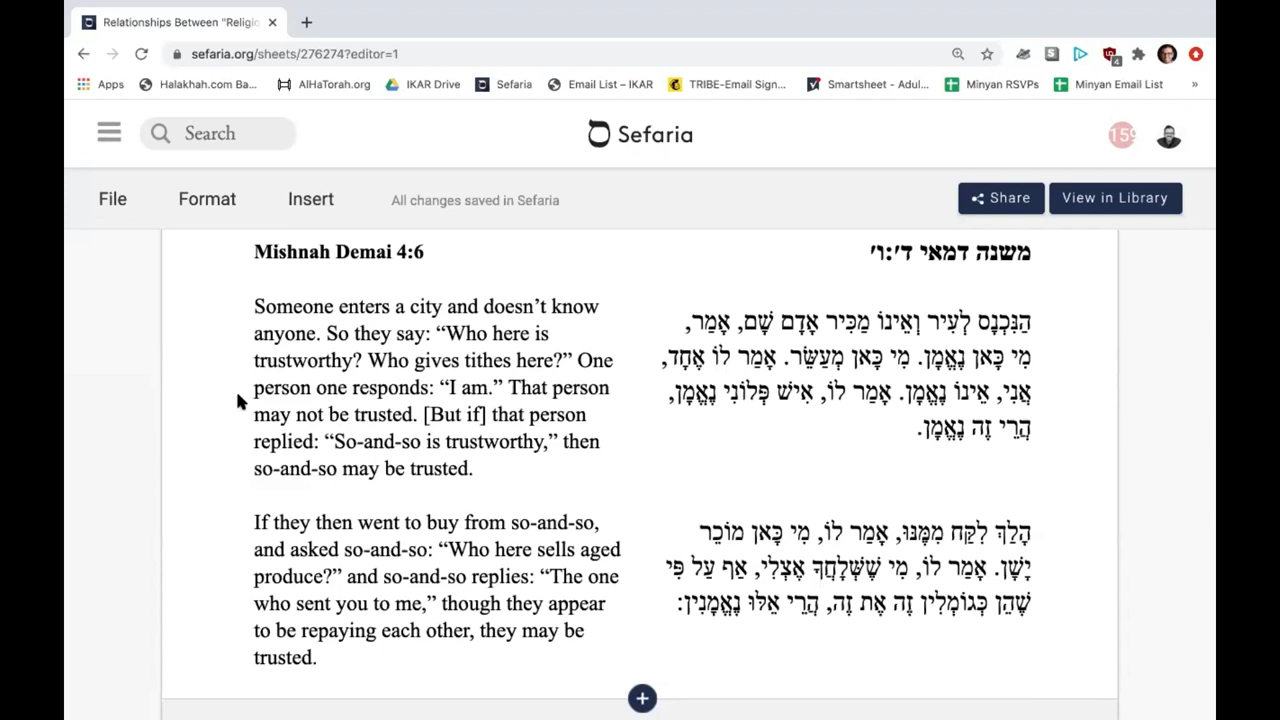 Relationships Between "Religio
sefaria.org/sheets/276274?editor=1
S
4
Apps
Halakhah.com Ba...
AlHaTorah.org
IKAR Drive
Sefaria
Email List – IKAR
TRIBE-Email Sign...
Smartsheet - Adul...
Minyan RSVPs
Minyan Email List
»
Search
Sefaria
159
File
Format
Insert
All changes saved in Sefaria
Share
View in Library
Mishnah Demai 4:6
Someone enters a city and doesn’t know
anyone. So they say: “Who here is
trustworthy? Who gives tithes here?” One
person one responds: “I am.” That person
may not be trusted. [But if] that person
replied: “So-and-so is trustworthy,” then
so-and-so may be trusted.
If they then went to buy from so-and-so,
and asked so-and-so: “Who here sells aged
produce?” and so-and-so replies: “The one
who sent you to me,” though they appear
to be repaying each other, they may be
trusted.
משנה דמאי ד׳:ו׳
הַנִּכְנָס לְעִיר וְאֵינוֹ מַכִּיר אָדָם שָׁם, אָמַר,
מִי כָּאן נֶאֱמָן. מִי כָּאן מְעַשֵּׂר. אָמַר לוֹ אֶחָד,
אֲנִי, אֵינוֹ נֶאֱמָן. אָמַר לוֹ, אִישׁ פְּלוֹנִי נֶאֱמָן,
הֲרֵי זֶה נֶאֱמָן.
הָלַךְ לִקַּח מִמֶּנּוּ, אָמַר לוֹ, מִי כָּאן מוֹכֵר
יָשָׁן. אָמַר לוֹ, מִי שֶׁשְּׁלָחֲךָ אֶצְלִי, אַף עַל פִּי
שֶׁהֵן כְּגוֹמְלִין זֶה אֶת זֶה, הֲרֵי אֵלּוּ נֶאֱמָנִין: